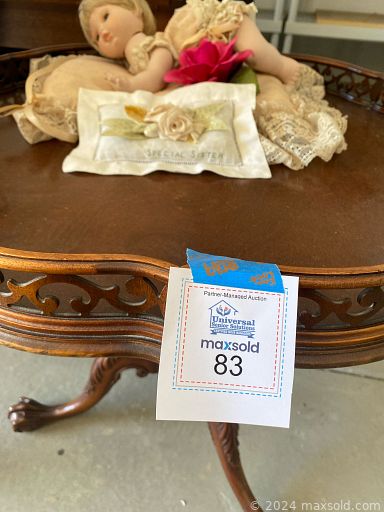 SPECIAL SISTER
Partner-Managed Auction
Universal
Senior Solutions
maxsold
83
© 2024 maxsold.com